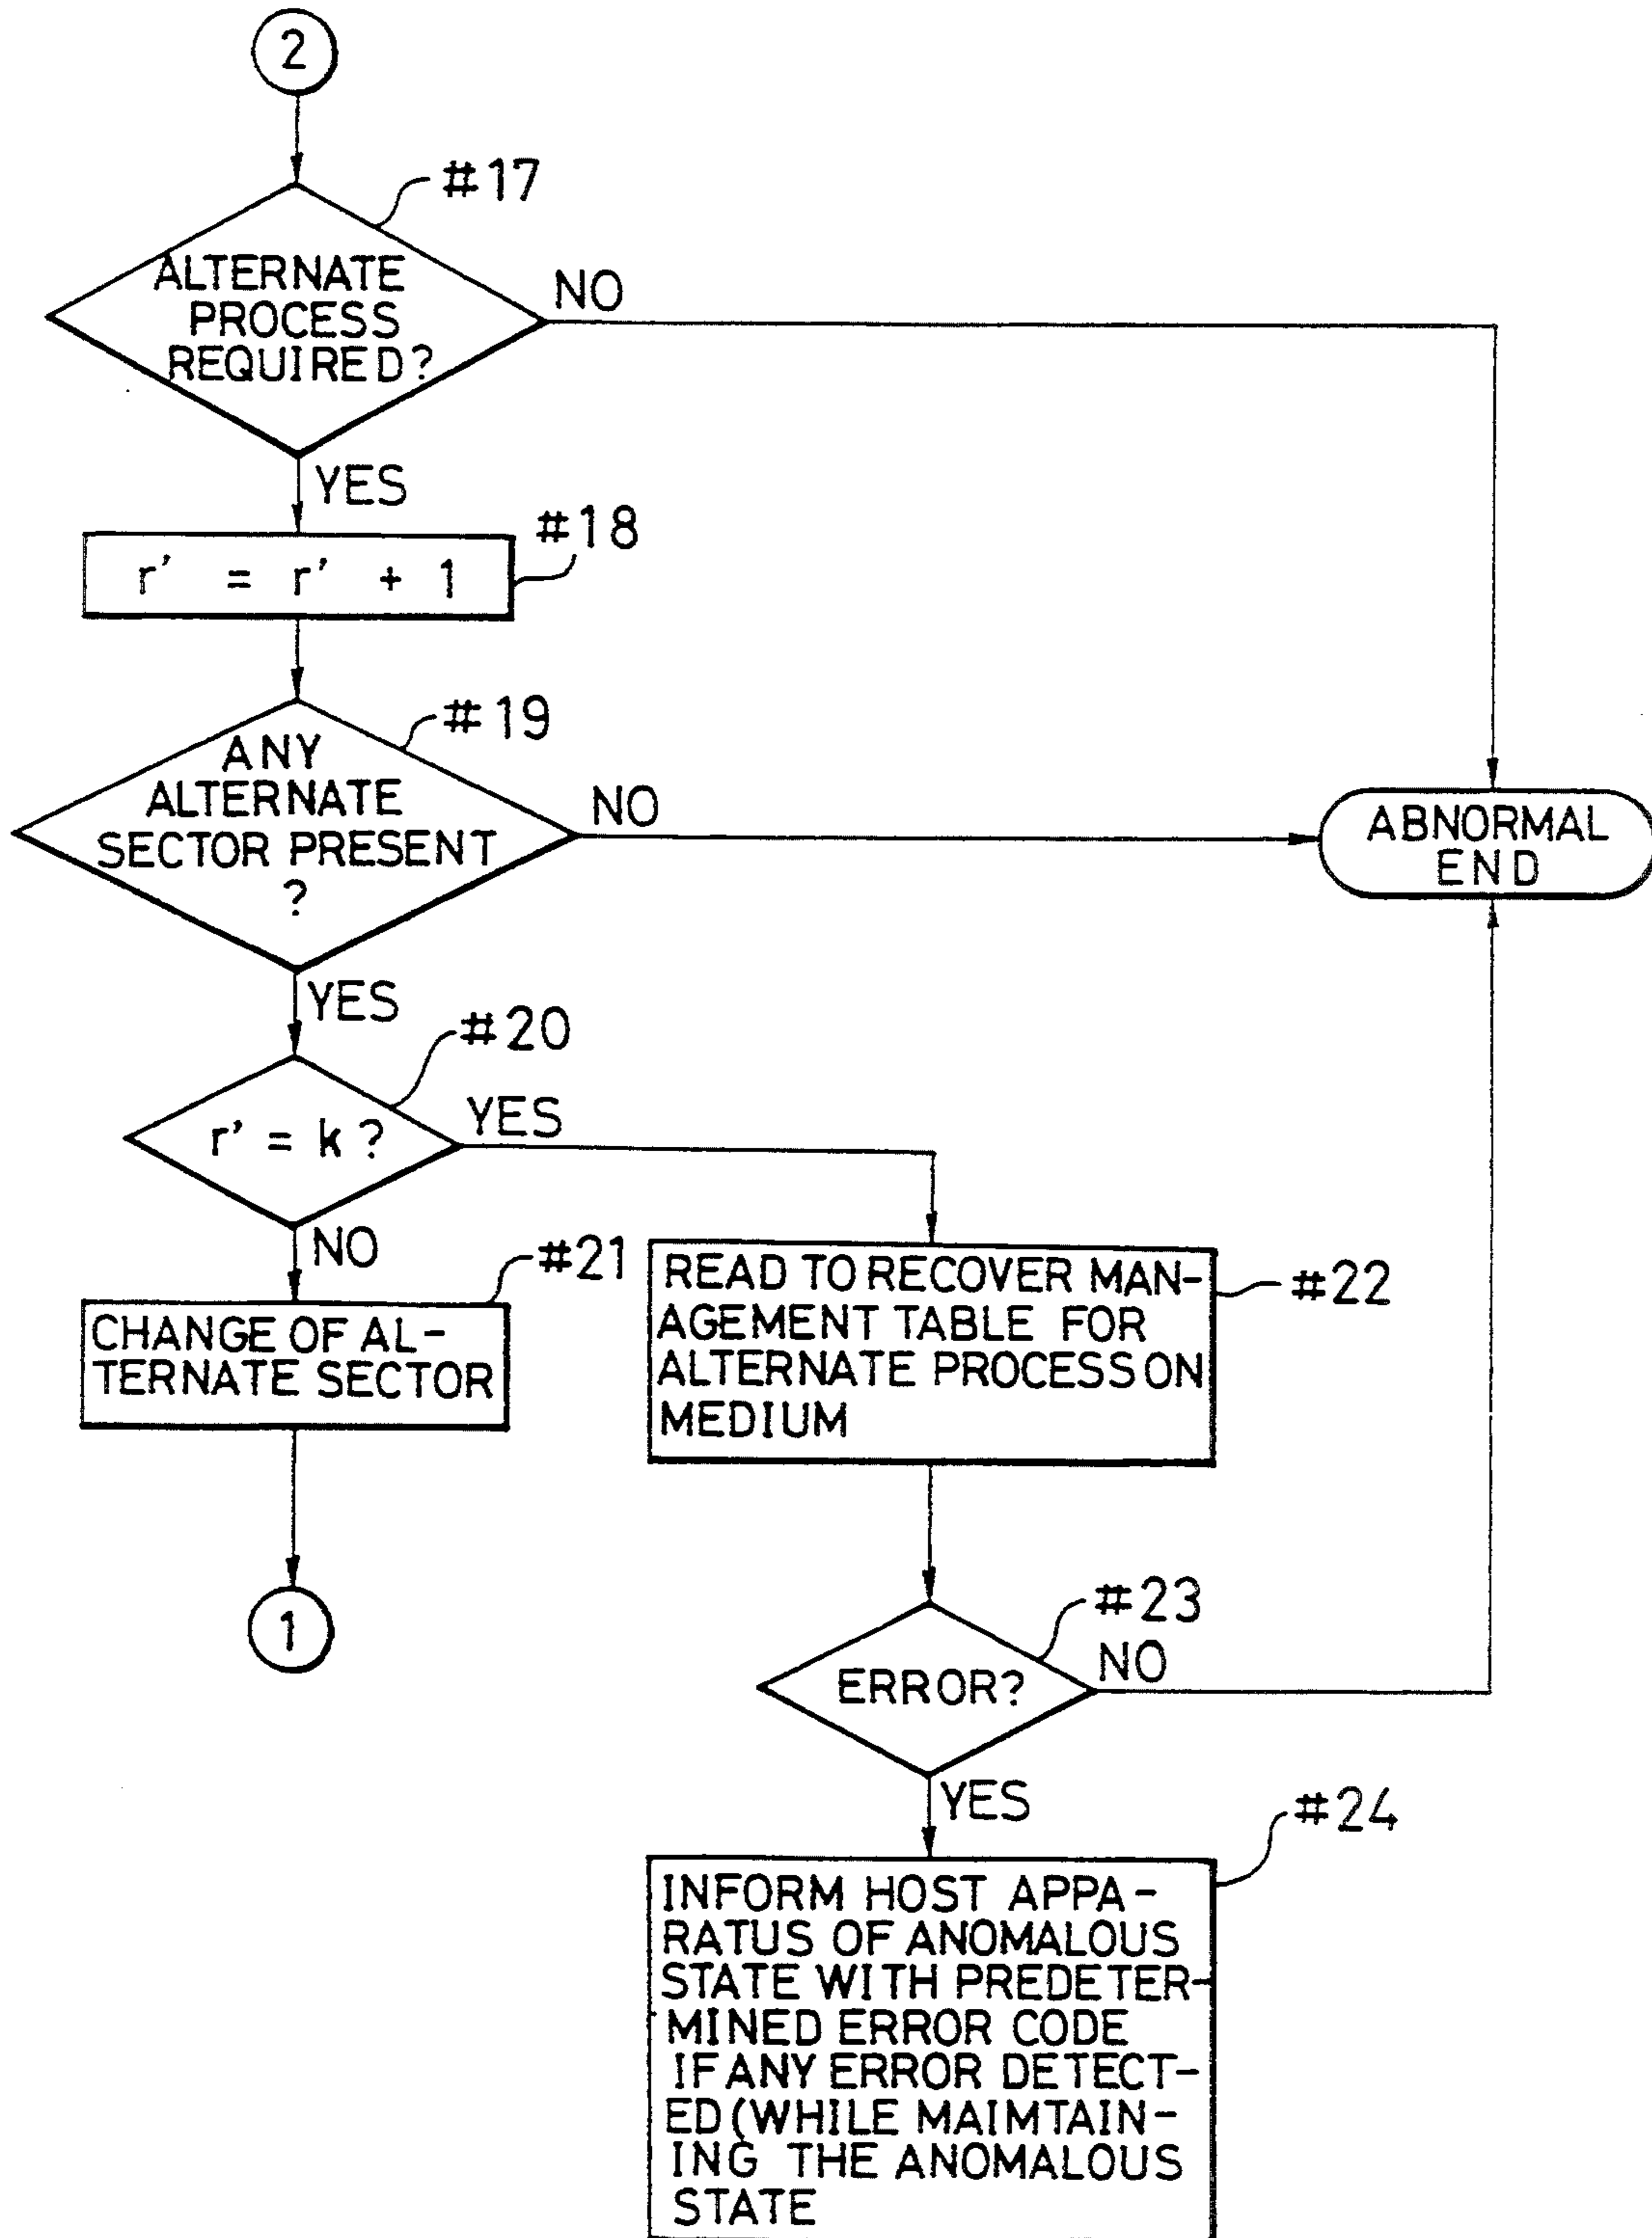 2
#17
ALTERNATE
PROCESS
REQUIRED?
NO
YES
#18
r' = r' + 1
#19
ANY
ALTERNATE
SECTOR PRESENT
?
NO
ABNORMAL
END
YES
#20
r' = k ?
YES
NO
#21
CHANGE OF AL-
TERNATE SECTOR
#22
READ TO RECOVER MAN-
AGEMENT TABLE FOR
ALTERNATE PROCESS ON
MEDIUM
1
#23
ERROR?
NO
YES
#24
INFORM HOST APPA-
RATUS OF ANOMALOUS
STATE WITH PREDETER-
MINED ERROR CODE
IF ANY ERROR DETECT-
ED (WHILE MAIMTAIN-
ING THE ANOMALOUS
STATE